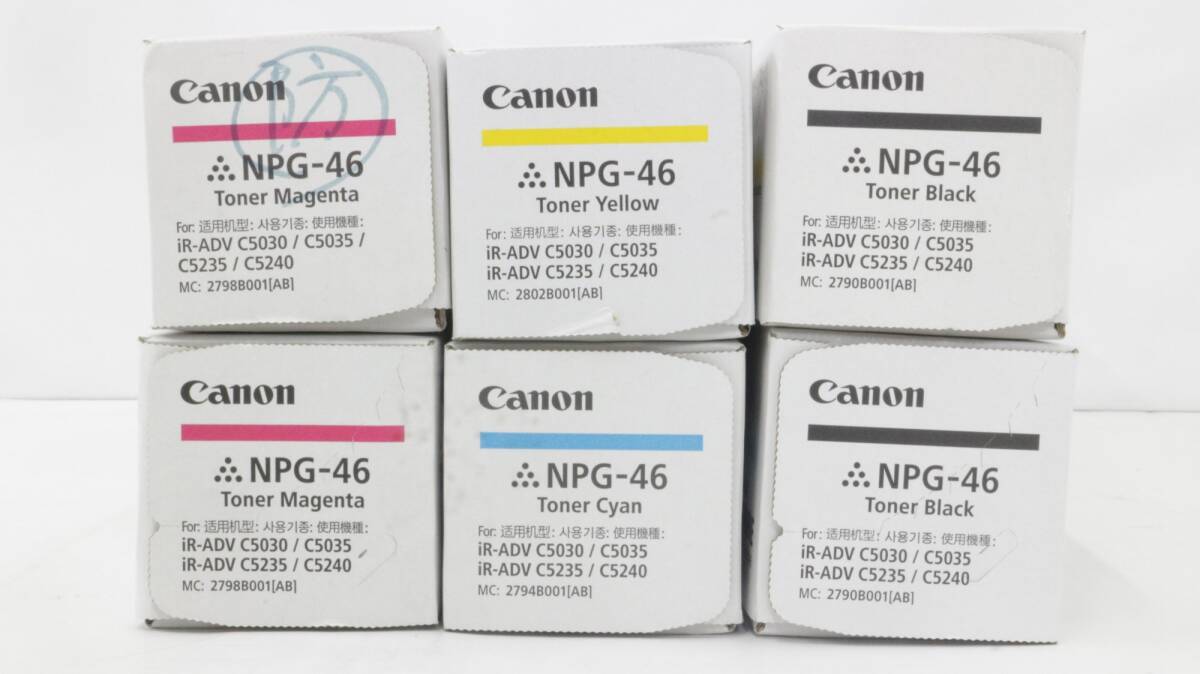 Canon
防
NPG-46
Toner Magenta
For: 适用机型: 사용기종: 使用機種:
iR-ADV C5030 / C5035 /
C5235 / C5240
MC: 2798B001[AB]
Canon
NPG-46
Toner Yellow
For: 适用机型: 사용기종: 使用機種:
iR-ADV C5030 / C5035
iR-ADV C5235 / C5240
MC: 2802B001[AB]
Canon
NPG-46
Toner Black
For: 适用机型: 사용기종: 使用機種:
iR-ADV C5030 / C5035
iR-ADV C5235 / C5240
MC: 2790B001[AB]
Canon
NPG-46
Toner Magenta
For: 适用机型: 사용기종: 使用機種:
iR-ADV C5030 / C5035
iR-ADV C5235 / C5240
MC: 2798B001[AB]
Canon
NPG-46
Toner Cyan
For: 适用机型: 사용기종: 使用機種:
iR-ADV C5030 / C5035
iR-ADV C5235 / C5240
MC: 2794B001[AB]
Canon
NPG-46
Toner Black
For: 适用机型: 사용기종: 使用機種:
iR-ADV C5030 / C5035
iR-ADV C5235 / C5240
MC: 2790B001[AB]